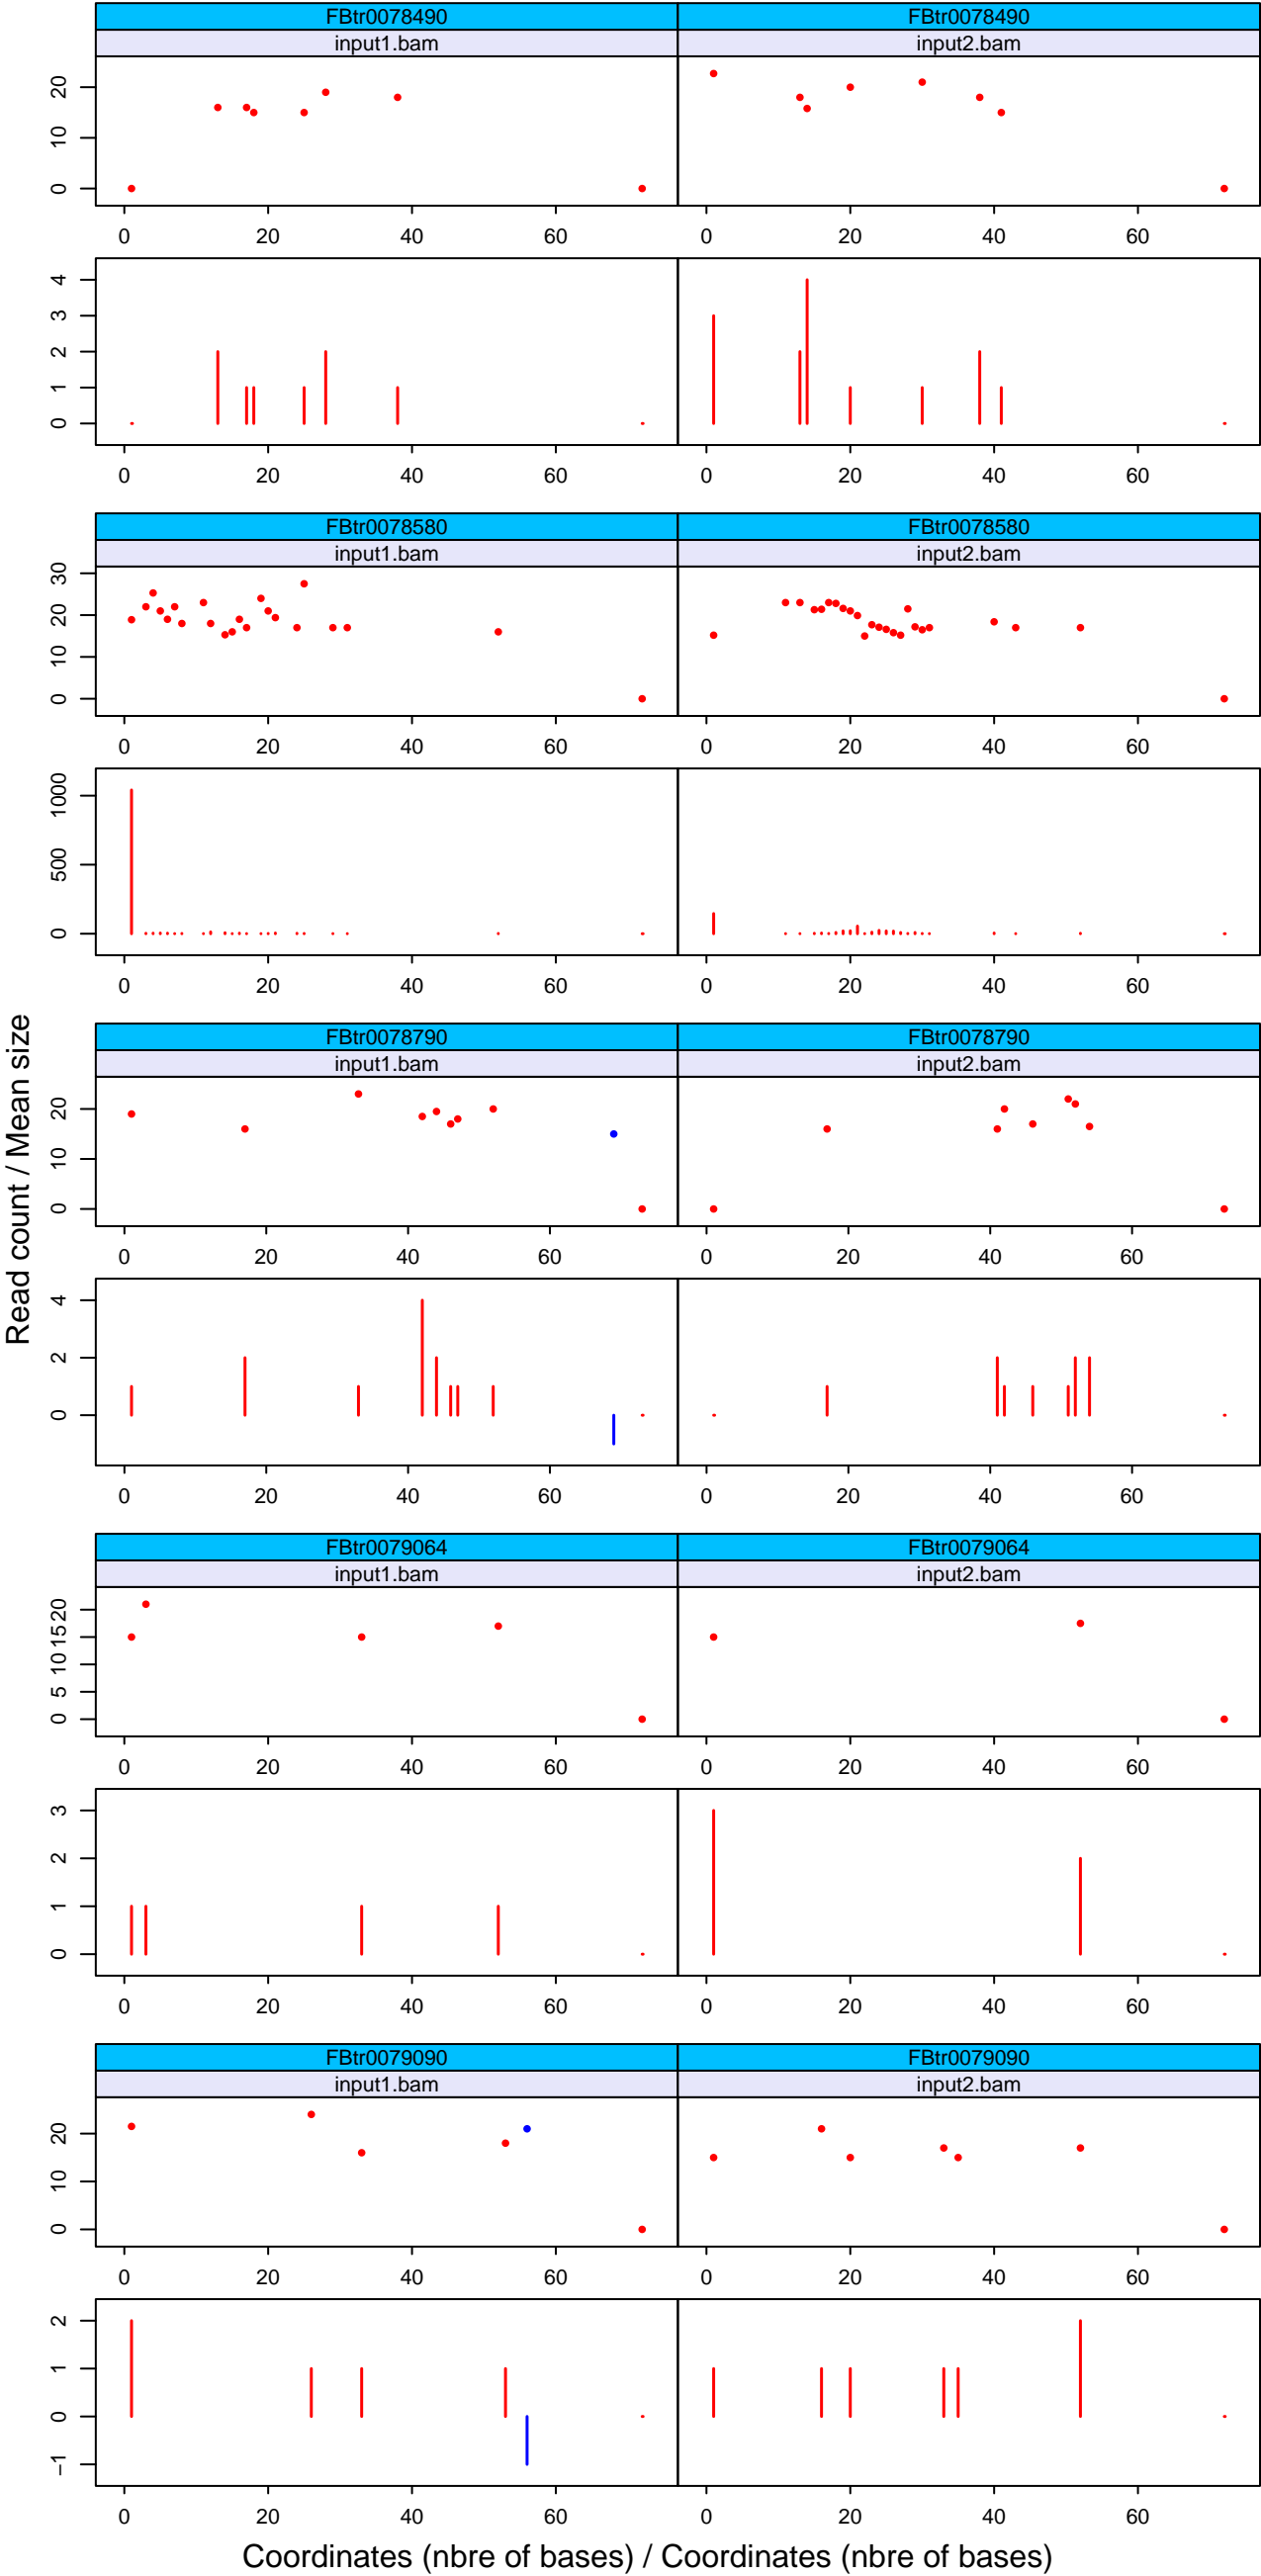 FBtr0078490 FBtr0078490
input1.bam input2.bam
20
10
0
0 20 40 60 0 20 40 60
4
3
2
1
0
0 20 40 60 0 20 40 60
FBtr0078580 FBtr0078580
input1.bam input2.bam
30
20
10
0
0 20 40 60 0 20 40 60
1000
500
0
0 20 40 60 0 20 40 60
FBtr0078790 FBtr0078790
input1.bam input2.bam
20
10
0
0 20 40 60 0 20 40 60
4
2
0
0 20 40 60 0 20 40 60
FBtr0079064 FBtr0079064
input1.bam input2.bam
20
15
10
5
0
0 20 40 60 0 20 40 60
3
2
1
0
0 20 40 60 0 20 40 60
FBtr0079090 FBtr0079090
input1.bam input2.bam
20
10
0
0 20 40 60 0 20 40 60
2
1
0
−1
0 20 40 60 0 20 40 60
Read count / Mean size
Coordinates (nbre of bases) / Coordinates (nbre of bases)